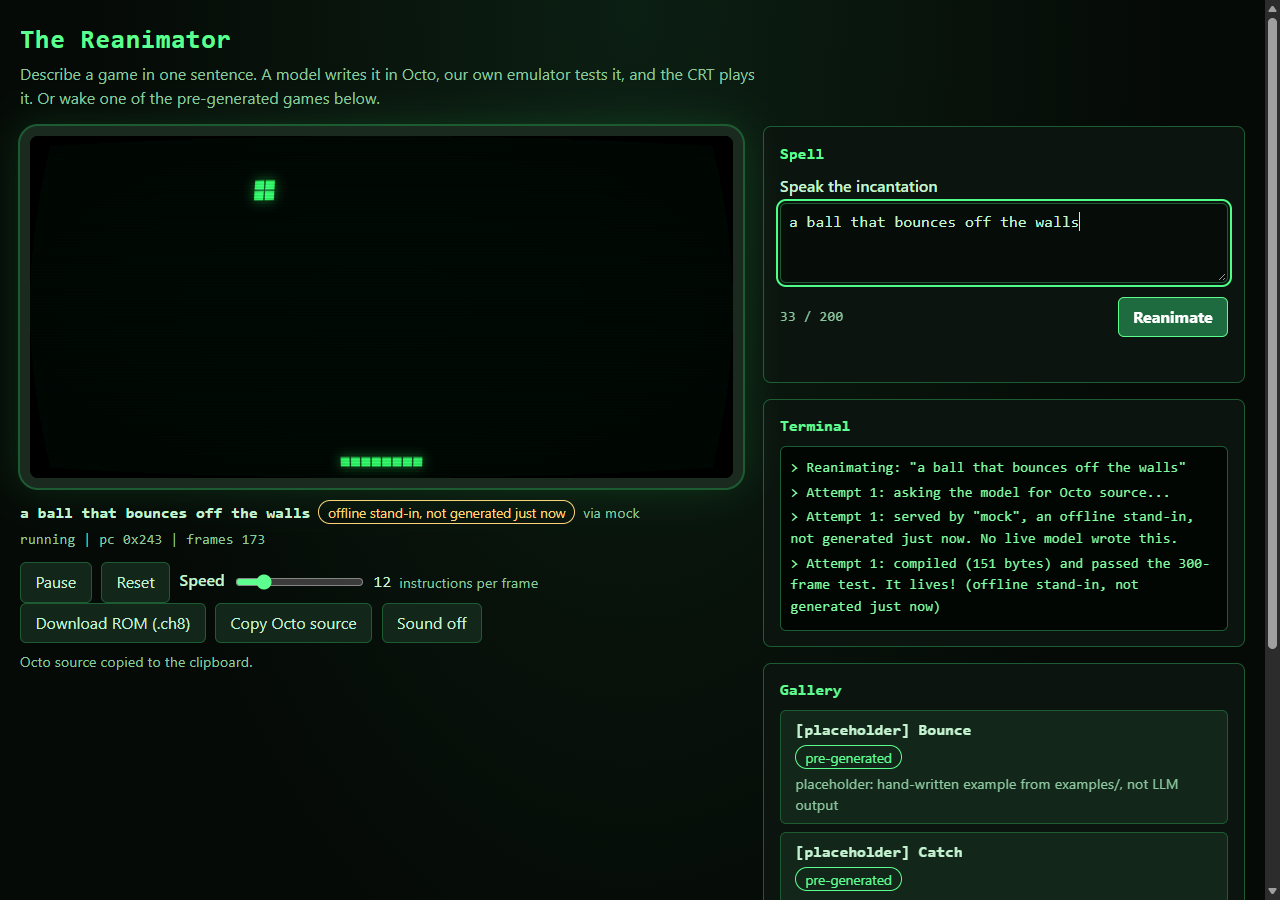 The Reanimator
Describe a game in one sentence. A model writes it in Octo, our own emulator tests it, and the CRT plays
it. Or wake one of the pre-generated games below.
a ball that bounces off the walls offline stand-in, not generated just now via mock
running | pc 0x243 | frames 173
Pause Reset Speed 12 instructions per frame
Download ROM (.ch8) Copy Octo source Sound off
Octo source copied to the clipboard.
Spell
Speak the incantation
a ball that bounces off the walls
33 / 200 Reanimate
Terminal
> Reanimating: "a ball that bounces off the walls"
> Attempt 1: asking the model for Octo source...
> Attempt 1: served by "mock", an offline stand-in,
not generated just now. No live model wrote this.
> Attempt 1: compiled (151 bytes) and passed the 300-
frame test. It lives! (offline stand-in, not
generated just now)
Gallery
[placeholder] Bounce
pre-generated
placeholder: hand-written example from examples/, not LLM
output
[placeholder] Catch
pre-generated